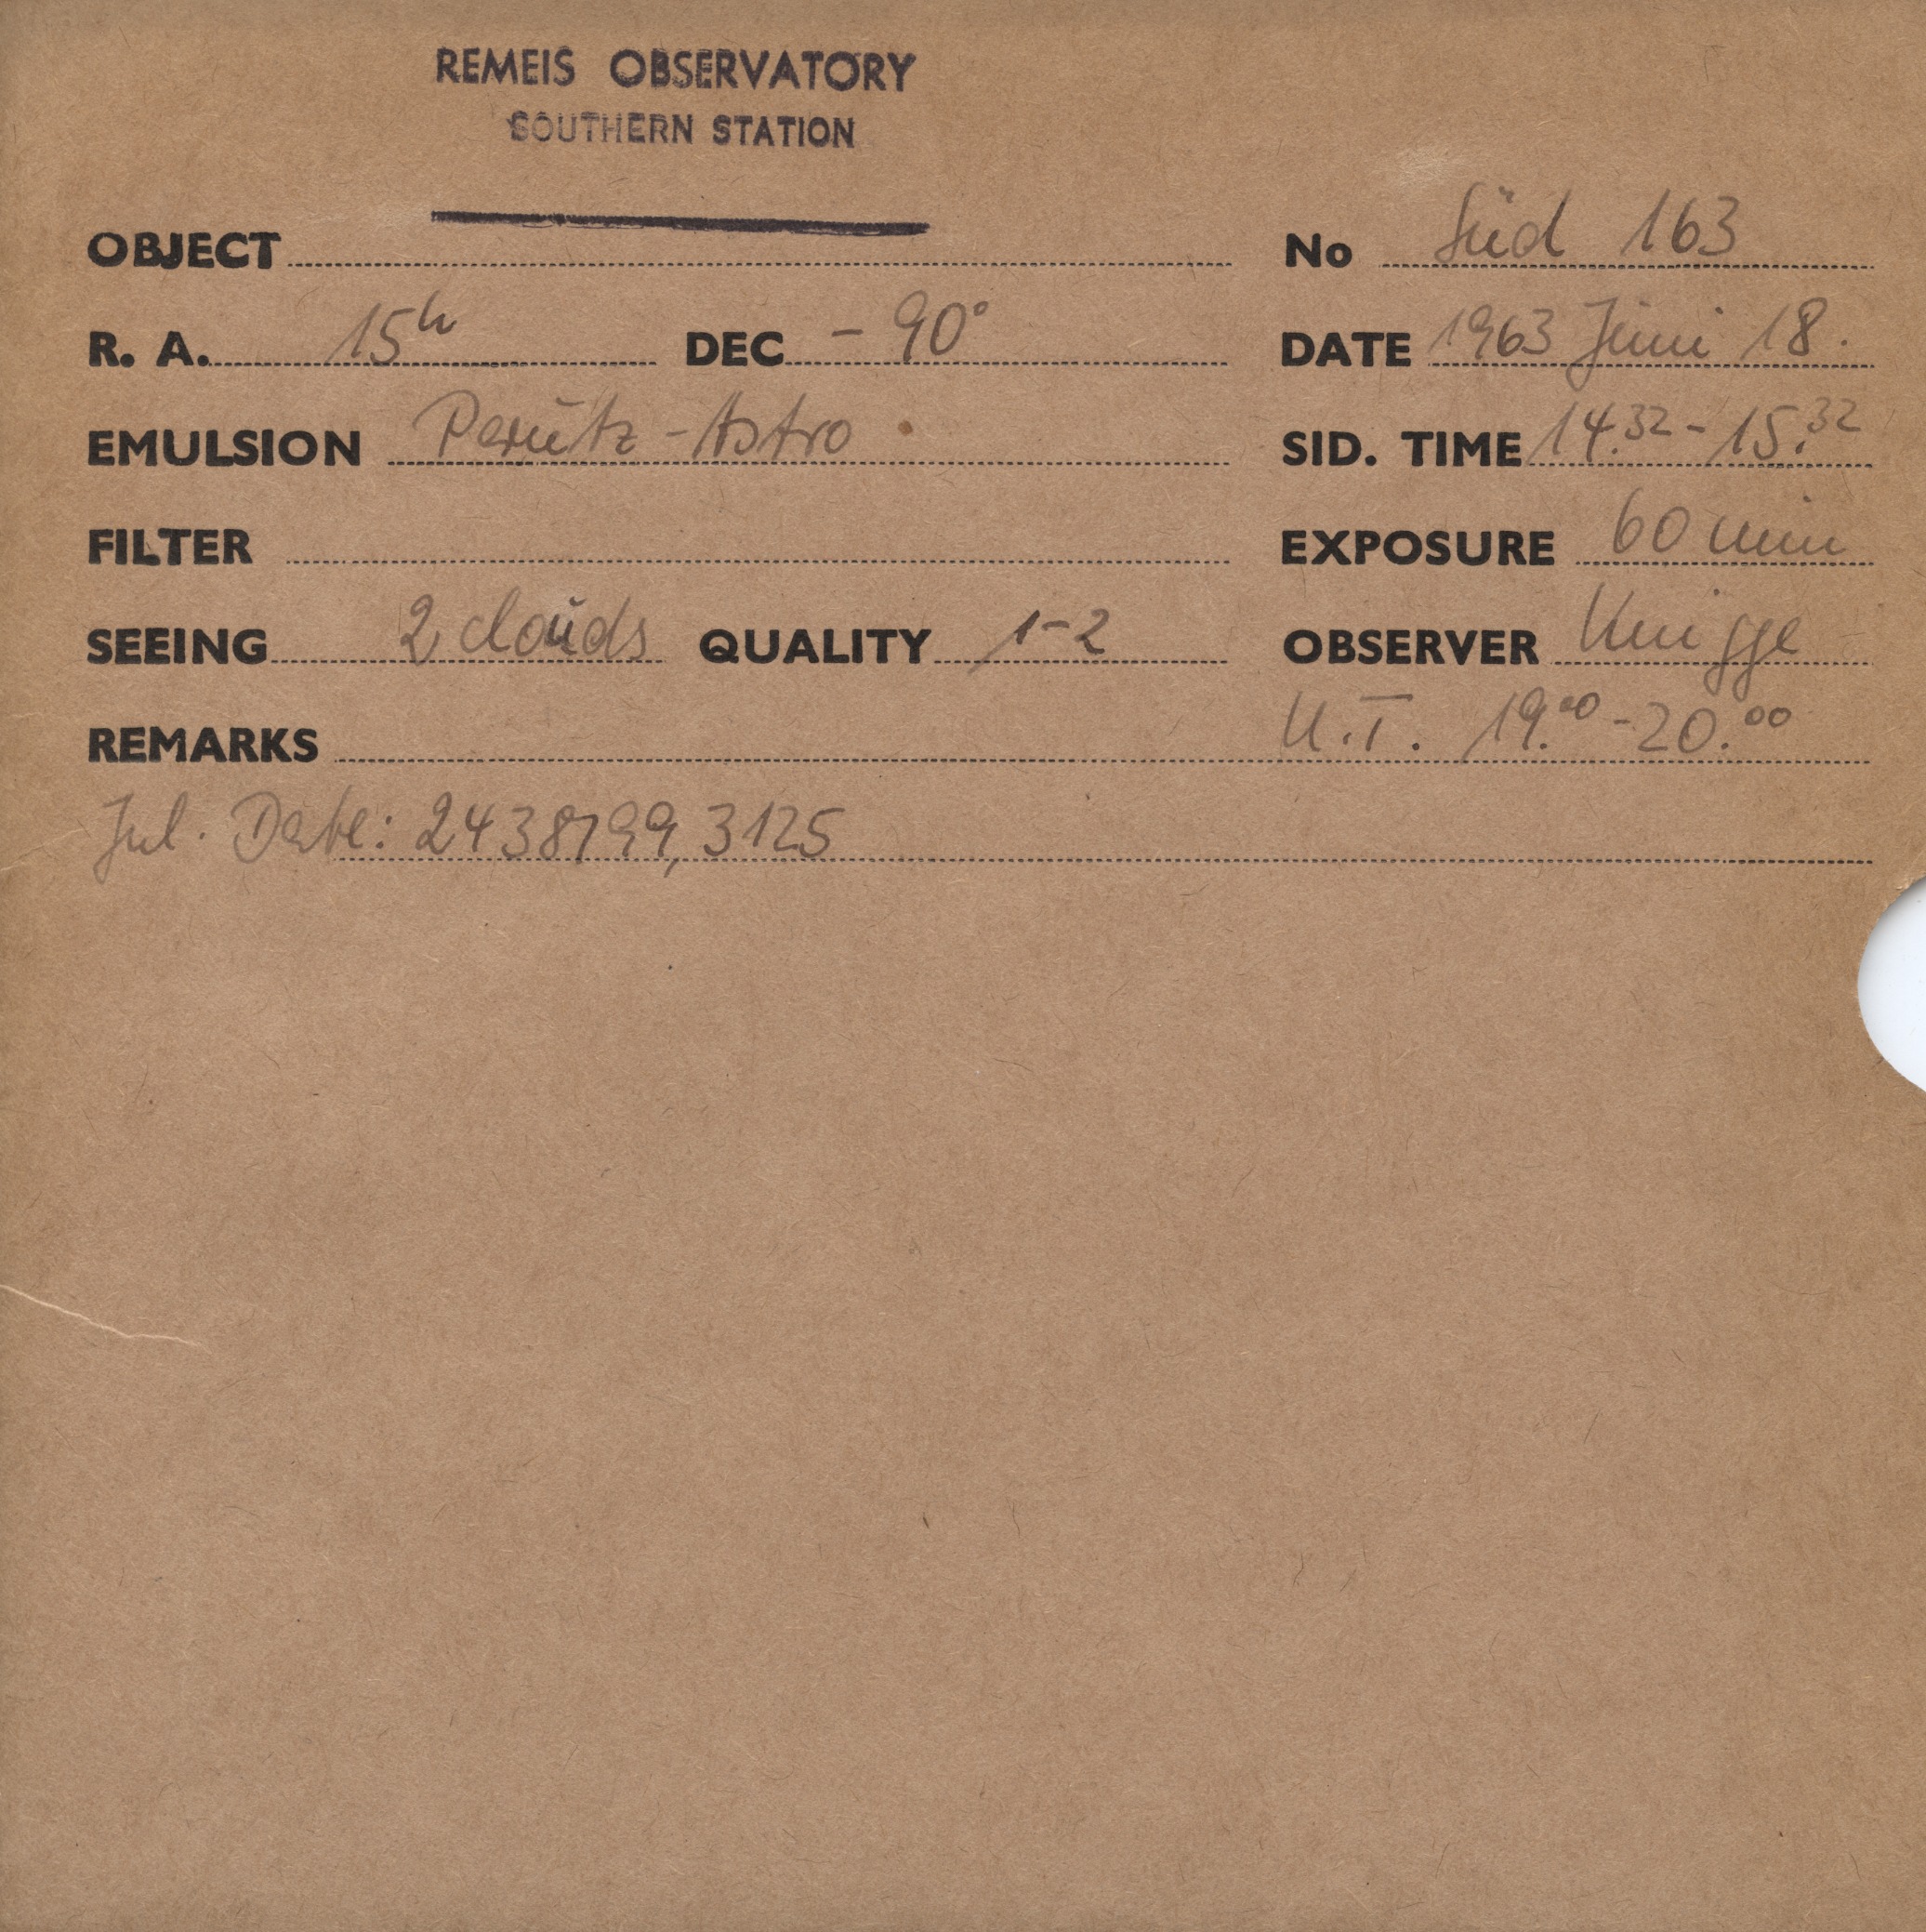 REMEIS OBSERVATORY
SOUTHERN STATION
OBJECT No Süd 163
R. A. 15h DEC - 90° DATE 1963 Juni 18.
EMULSION Perutz - Astro SID. TIME 14.32 - 15.32
FILTER EXPOSURE 60 min
SEEING 2 clouds QUALITY 1-2 OBSERVER Knigge
REMARKS U.T. 19.00 - 20.00
Jul. Date: 2438199,3125